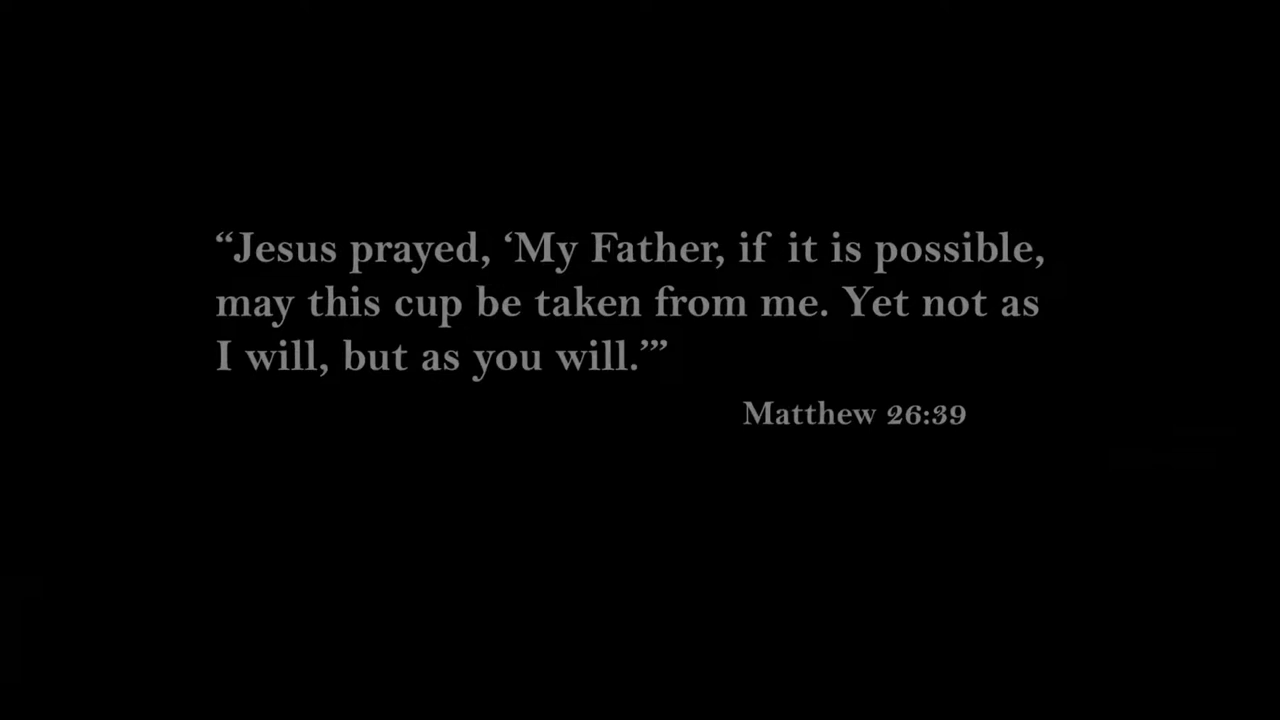 “Jesus prayed, ‘My Father, if it is possible,
may this cup be taken from me. Yet not as
I will, but as you will.’”
Matthew 26:39